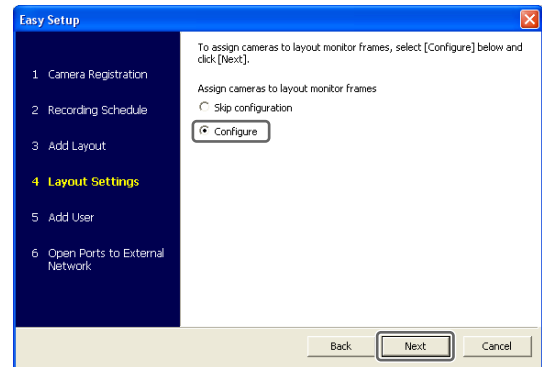 Easy Setup
1 Camera Registration
2 Recording Schedule
3 Add Layout
4 Layout Settings
5 Add User
6 Open Ports to External
Network
To assign cameras to layout monitor frames, select [Configure] below and
click [Next].
Assign cameras to layout monitor frames
Skip configuration
Configure
Back
Next
Cancel